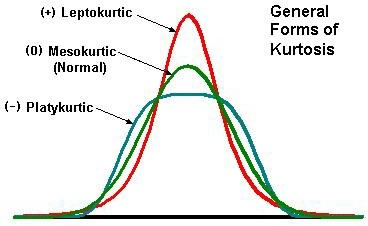 (+) Leptokurtic
General
Forms of
Kurtosis
(0) Mesokurtic
(Normal)
(−) Platykurtic